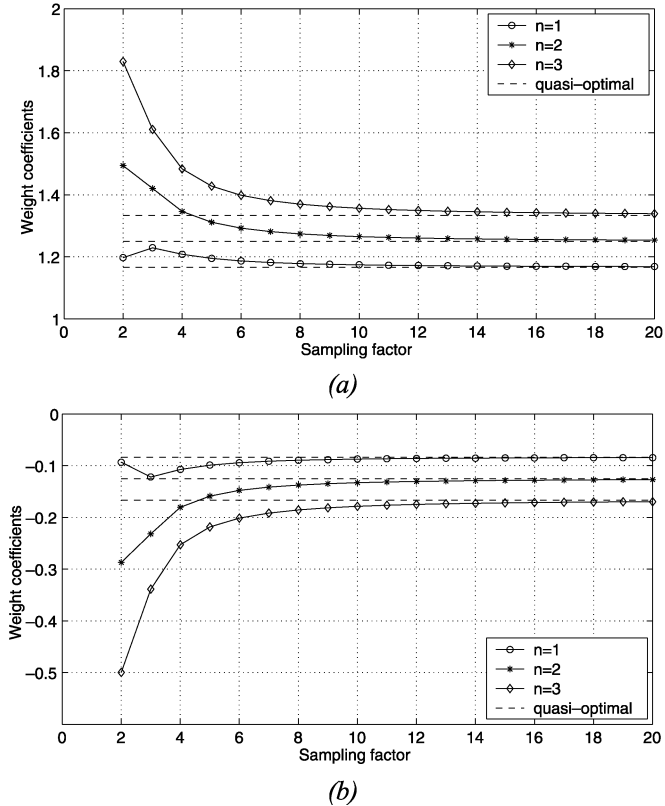 2
1.8
1.6
1.4
1.2
1
Weight coefficients
n=1
n=2
n=3
quasi-optimal
0 2 4 6 8 10 12 14 16 18 20
Sampling factor
(a)
0
-0.1
-0.2
-0.3
-0.4
-0.5
Weight coefficients
n=1
n=2
n=3
quasi-optimal
0 2 4 6 8 10 12 14 16 18 20
Sampling factor
(b)